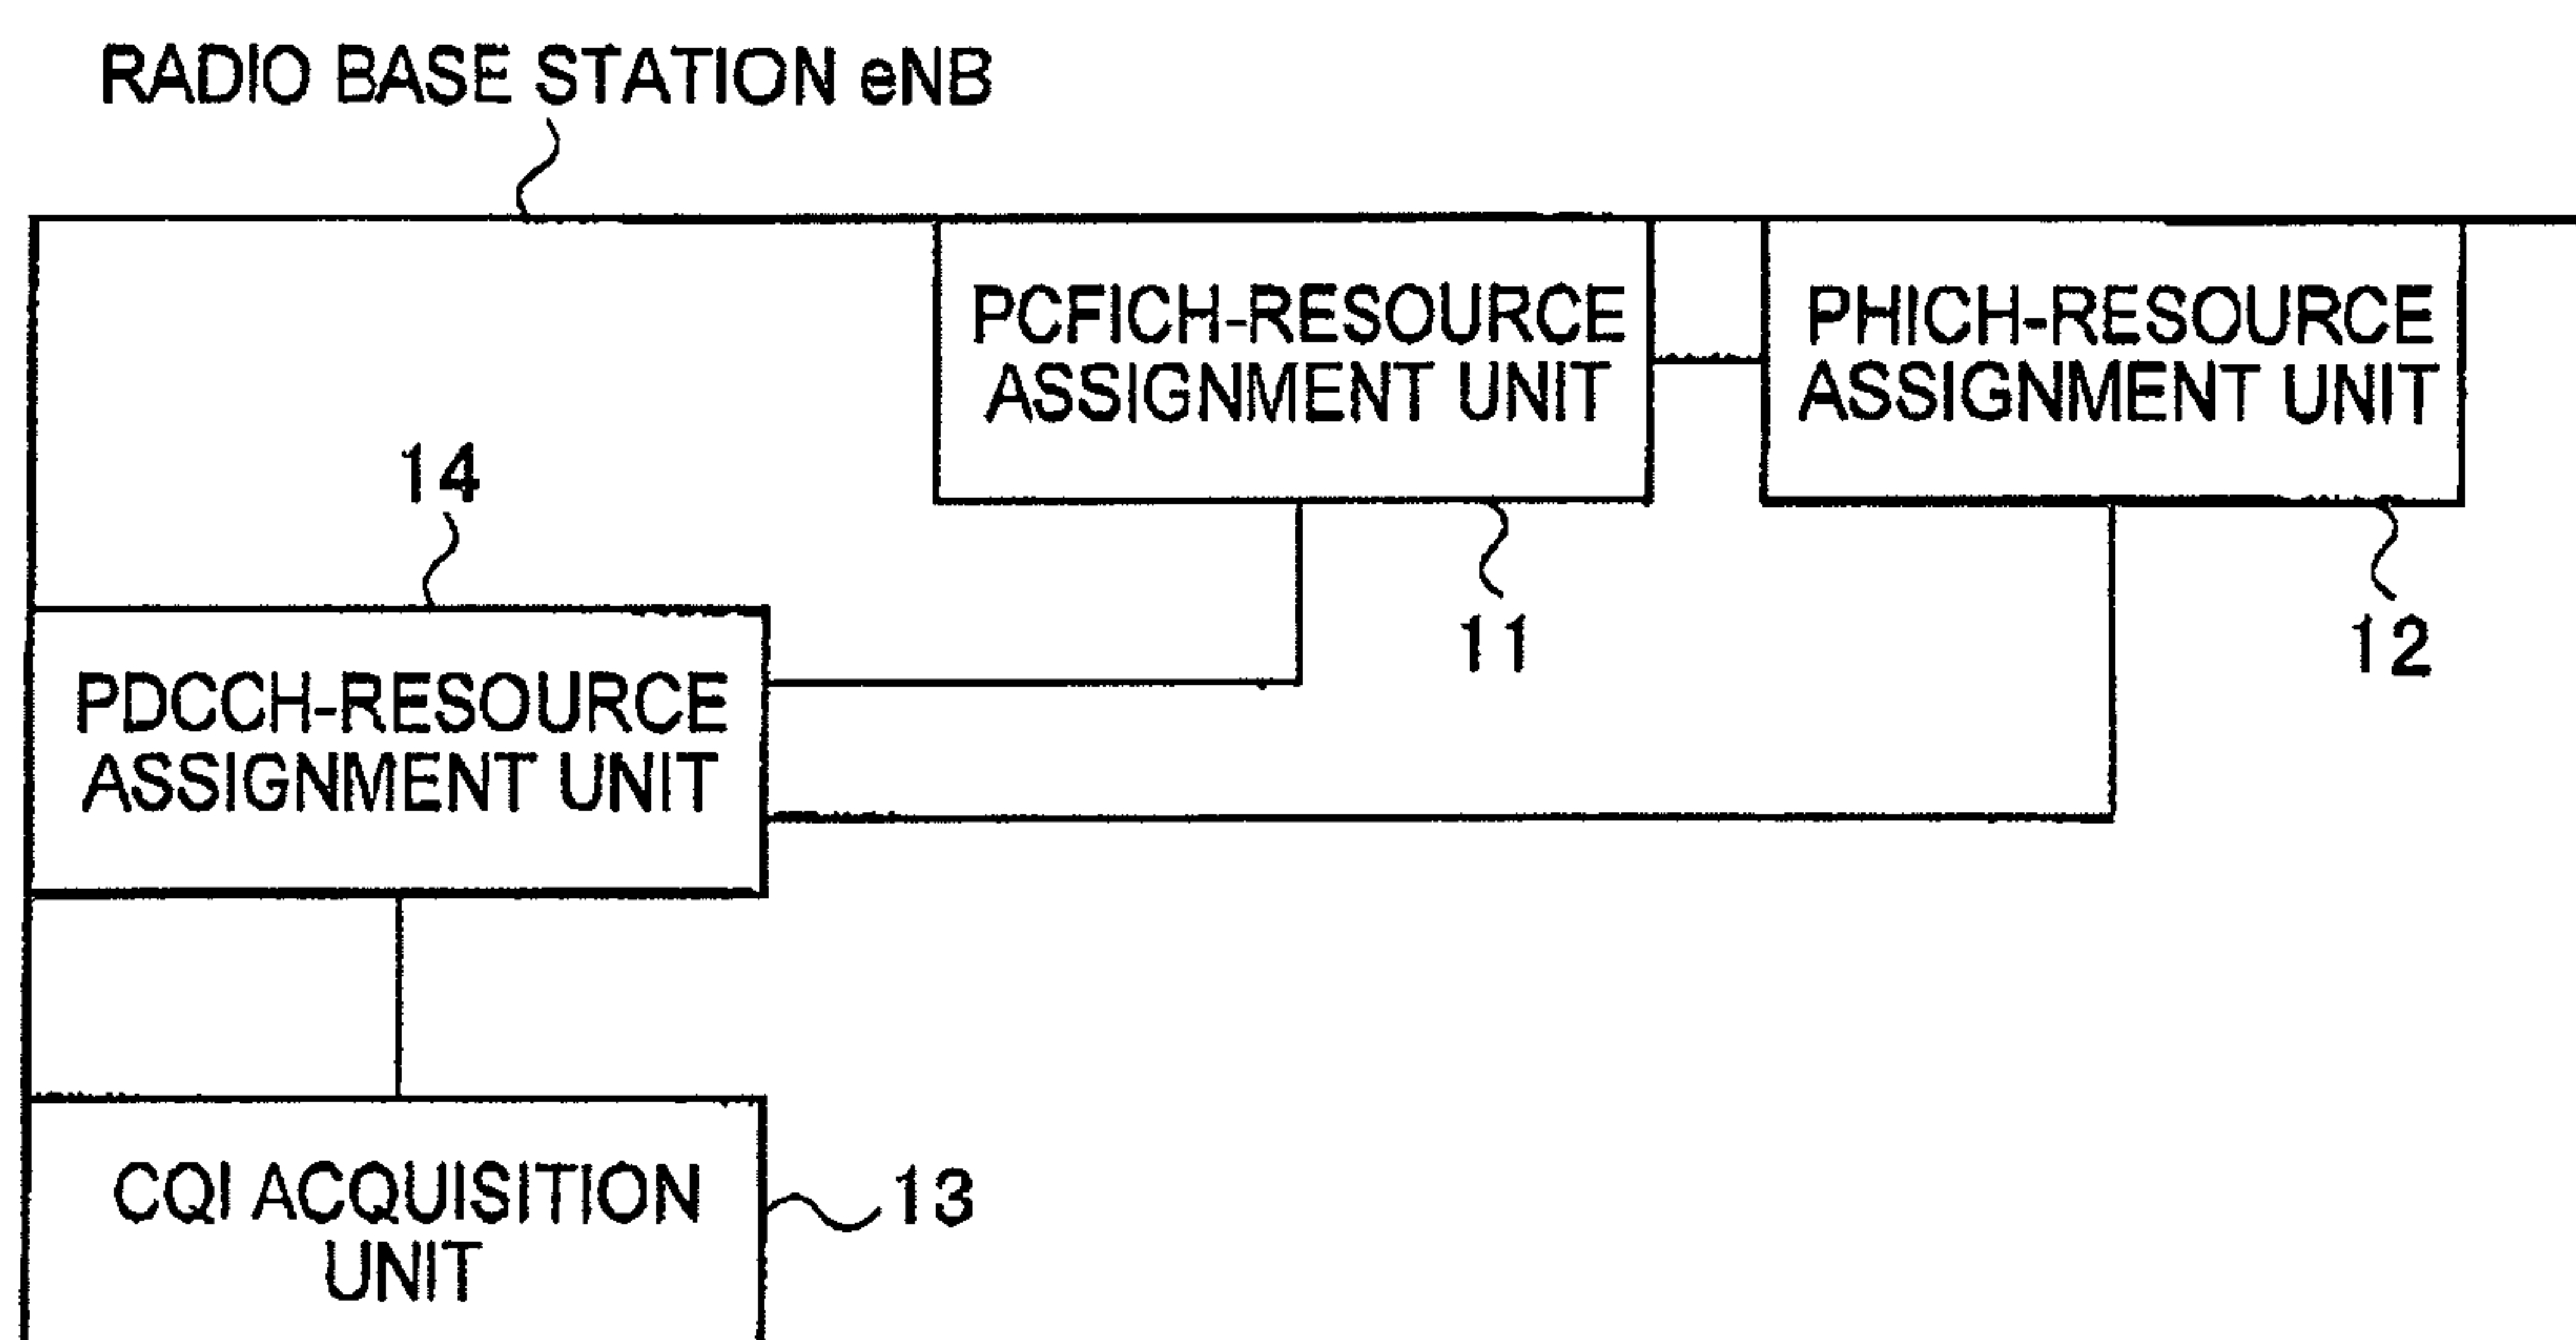 RADIO BASE STATION eNB
PCFICH-RESOURCE
ASSIGNMENT UNIT
PHICH-RESOURCE
ASSIGNMENT UNIT
14
11
12
PDCCH-RESOURCE
ASSIGNMENT UNIT
CQI ACQUISITION
UNIT
13